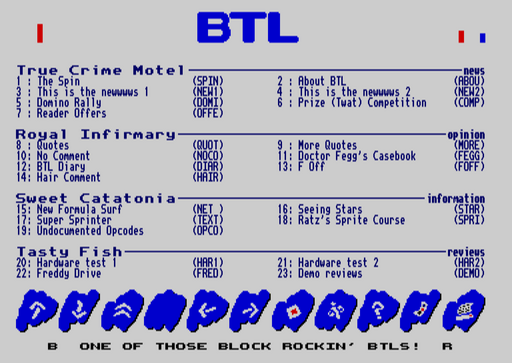 BTL
True Crime Motel news
1 : The Spin (SPIN) 2 : About BTL (ABOU)
3 : This is the newwwws 1 (NEW1) 4 : This is the newwwws 2 (NEW2)
5 : Domino Rally (DOMI) 6 : Prize (Twat) Competition (COMP)
7 : Reader Offers (OFFE)
Royal Infirmary opinion
8 : Quotes (QUOT) 9 : More Quotes (MORE)
10: No Comment (NOCO) 11: Doctor Fegg's Casebook (FEGG)
12: BTL Diary (DIAR) 13: F Off (FOFF)
14: Hair Comment (HAIR)
Sweet Catatonia information
15: New Formula Surf (NET ) 16: Seeing Stars (STAR)
17: Super Sprinter (TEXT) 18: Ratz's Sprite Course (SPRI)
19: Undocumented Opcodes (OPCO)
Tasty Fish reviews
20: Hardware test 1 (HAR1) 21: Hardware test 2 (HAR2)
22: Freddy Drive (FRED) 23: Demo reviews (DEMO)
B ONE OF THOSE BLOCK ROCKIN' BTLS! R